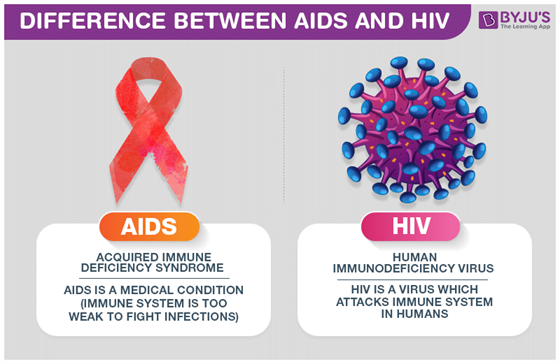 DIFFERENCE BETWEEN AIDS AND HIV
BYJU'S
The Learning App
AIDS
ACQUIRED IMMUNE
DEFICIENCY SYNDROME
AIDS IS A MEDICAL CONDITION
(IMMUNE SYSTEM IS TOO
WEAK TO FIGHT INFECTIONS)
HIV
HUMAN
IMMUNODEFICIENCY VIRUS
HIV IS A VIRUS WHICH
ATTACKS IMMUNE SYSTEM
IN HUMANS